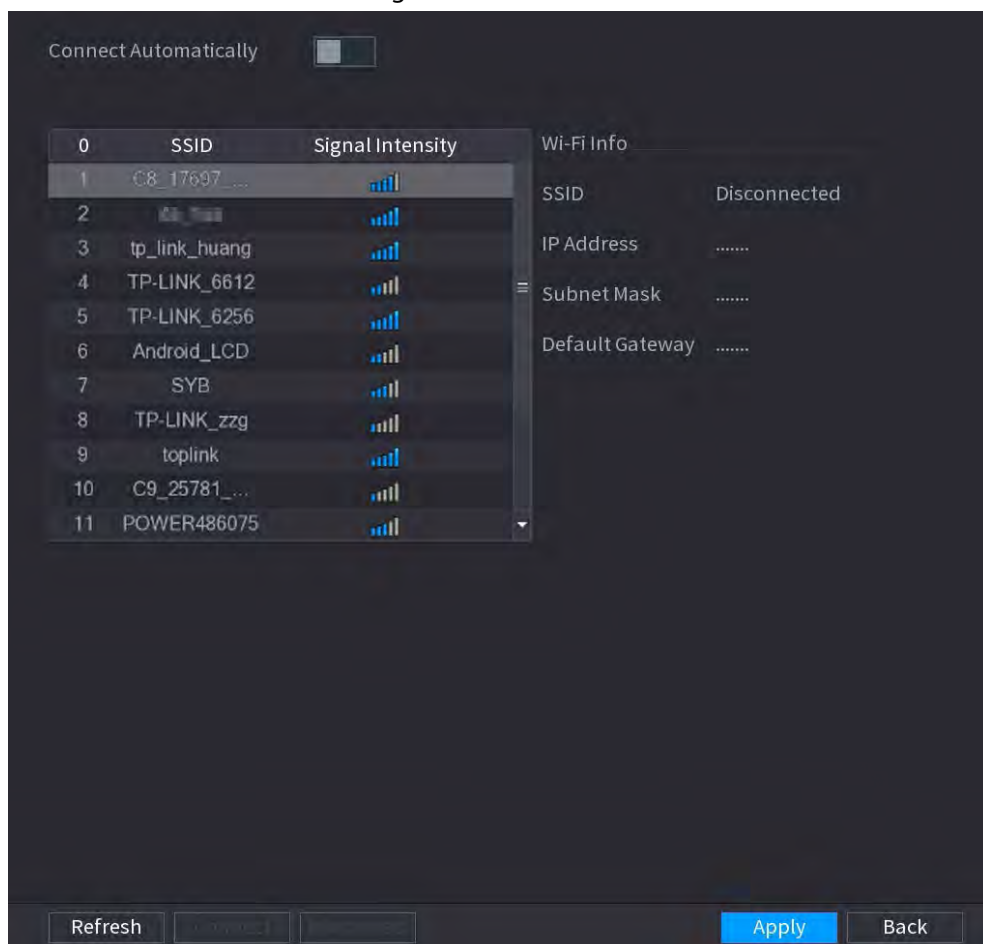 Connect Automatically
0 SSID Signal Intensity
1 C8_17697_...
2
3 tp_link_huang
4 TP-LINK_6612
5 TP-LINK_6256
6 Android_LCD
7 SYB
8 TP-LINK_zzg
9 toplink
10 C9_25781_...
11 POWER486075
Wi-Fi Info
SSID Disconnected
IP Address .......
Subnet Mask .......
Default Gateway .......
Refresh Apply Back